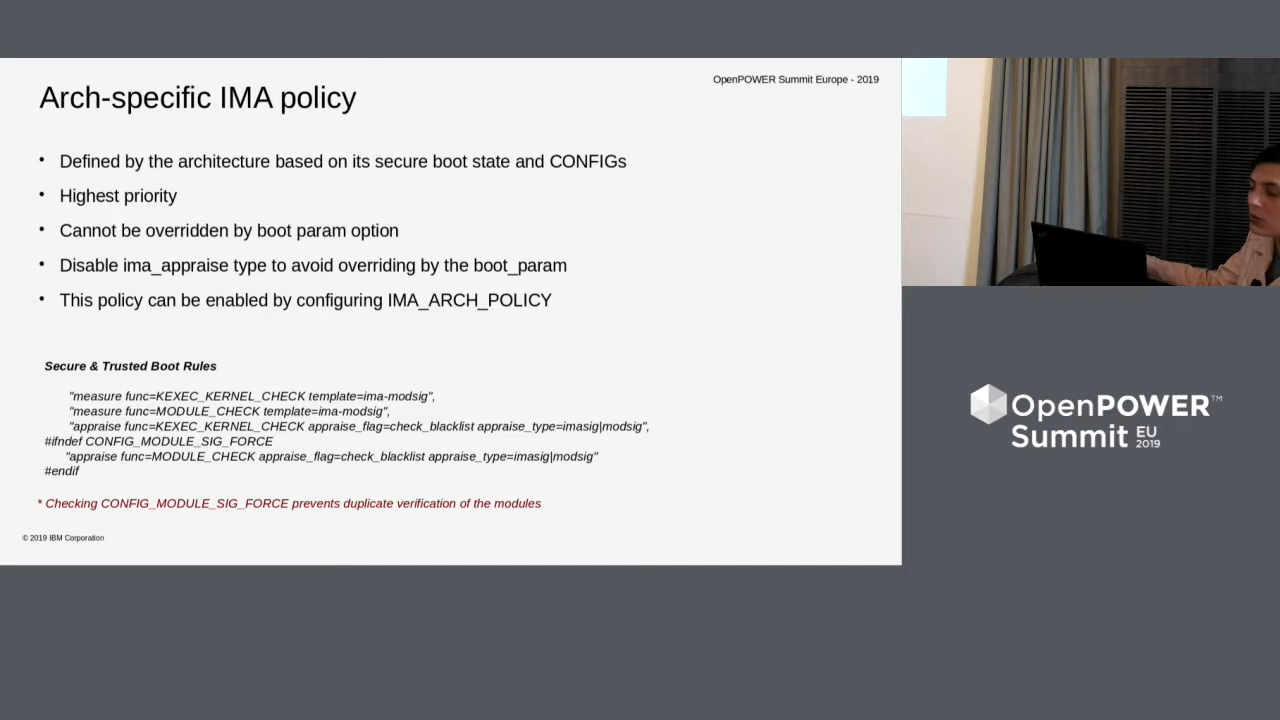 OpenPOWER Summit Europe - 2019
Arch-specific IMA policy
• Defined by the architecture based on its secure boot state and CONFIGs
• Highest priority
• Cannot be overridden by boot param option
• Disable ima_appraise type to avoid overriding by the boot_param
• This policy can be enabled by configuring IMA_ARCH_POLICY
Secure & Trusted Boot Rules
"measure func=KEXEC_KERNEL_CHECK template=ima-modsig",
"measure func=MODULE_CHECK template=ima-modsig",
"appraise func=KEXEC_KERNEL_CHECK appraise_flag=check_blacklist appraise_type=imasig|modsig",
#ifndef CONFIG_MODULE_SIG_FORCE
"appraise func=MODULE_CHECK appraise_flag=check_blacklist appraise_type=imasig|modsig"
#endif
* Checking CONFIG_MODULE_SIG_FORCE prevents duplicate verification of the modules
© 2019 IBM Corporation
OpenPOWER™
Summit EU 2019